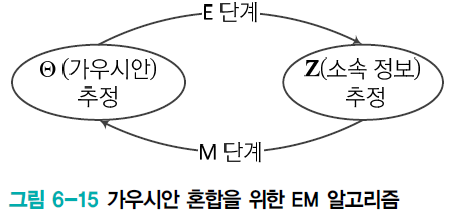 E 단계
Θ (가우시안)
추정
Z(소속 정보)
추정
M 단계
그림 6-15 가우시안 혼합을 위한 EM 알고리즘